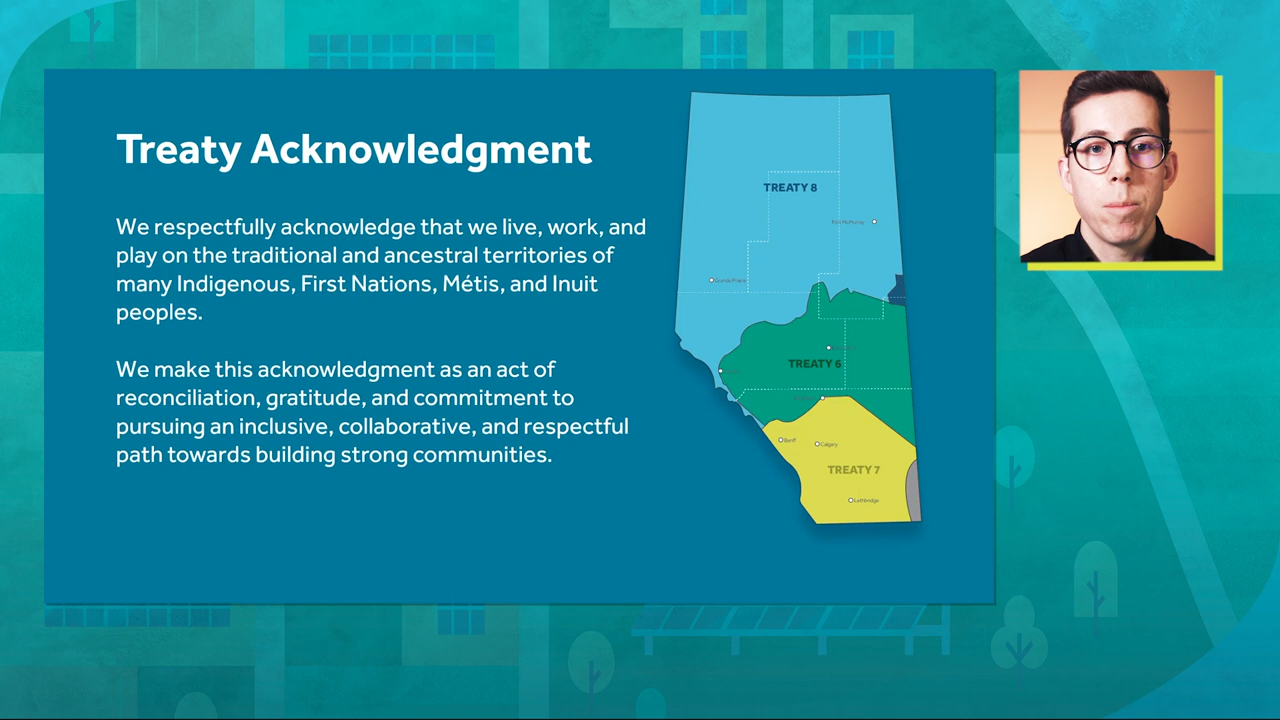 Treaty Acknowledgment
We respectfully acknowledge that we live, work, and
play on the traditional and ancestral territories of
many Indigenous, First Nations, Métis, and Inuit
peoples.
We make this acknowledgment as an act of
reconciliation, gratitude, and commitment to
pursuing an inclusive, collaborative, and respectful
path towards building strong communities.
TREATY 8
Fort McMurray
Grande Prairie
TREATY 6
Banff
Calgary
TREATY 7
Lethbridge